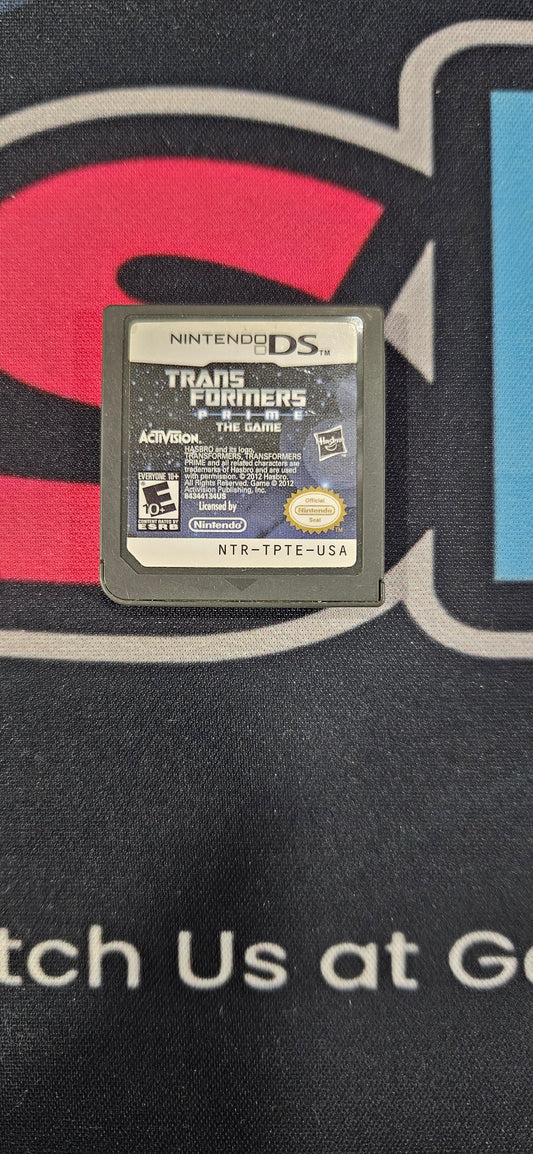 NINTENDO DS™
TRANS
FORMERS
PRIME
THE GAME
ACTIVISION.
Hasbro
HASBRO and its logo,
TRANSFORMERS, TRANSFORMERS
PRIME and all related characters are
trademarks of Hasbro and are used
with permission. © 2012 Hasbro.
All Rights Reserved. Game © 2012
Activision Publishing, Inc.
84344134US
EVERYONE 10+
E
10+
CONTENT RATED BY
ESRB
Licensed by
Nintendo
Official
Nintendo
Seal
™
NTR-TPTE-USA
tch Us at Ga